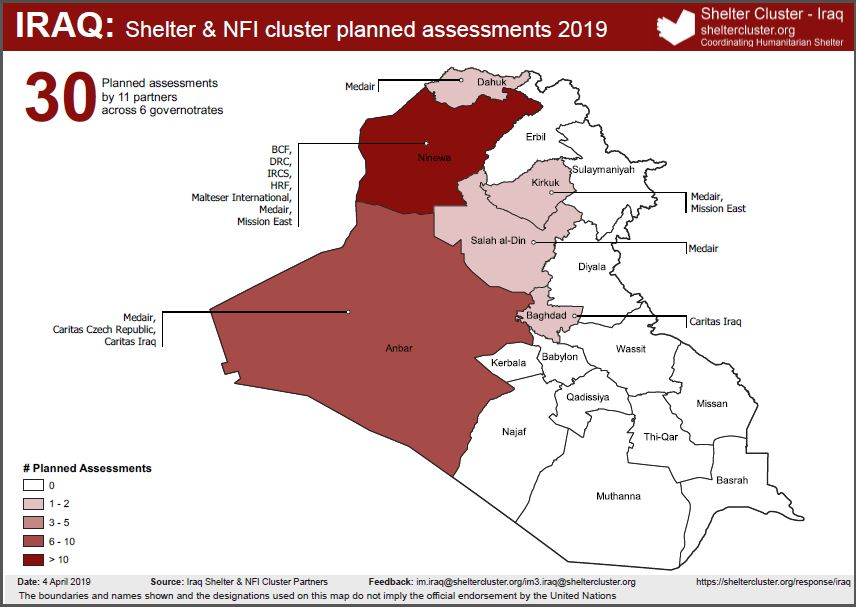 IRAQ: Shelter & NFI cluster planned assessments 2019
Shelter Cluster - Iraq
sheltercluster.org
Coordinating Humanitarian Shelter
30
Planned assessments
by 11 partners
across 6 governotrates
Medair
Dahuk
BCF,
DRC,
IRCS,
HRF,
Malteser International,
Medair,
Mission East
Ninewa
Erbil
Sulaymaniyah
Kirkuk
Medair,
Mission East
Salah al-Din
Medair
Diyala
Medair,
Caritas Czech Republic,
Caritas Iraq
Anbar
Baghdad
Caritas Iraq
Kerbala
Babylon
Wassit
Qadissiya
Missan
Najaf
Thi-Qar
Basrah
Muthanna
# Planned Assessments
0
1 - 2
3 - 5
6 - 10
> 10
Date: 4 April 2019 Source: Iraq Shelter & NFI Cluster Partners Feedback: im.iraq@sheltercluster.org/im3.iraq@sheltercluster.org https://sheltercluster.org/response/iraq
The boundaries and names shown and the designations used on this map do not imply the official endorsement by the United Nations